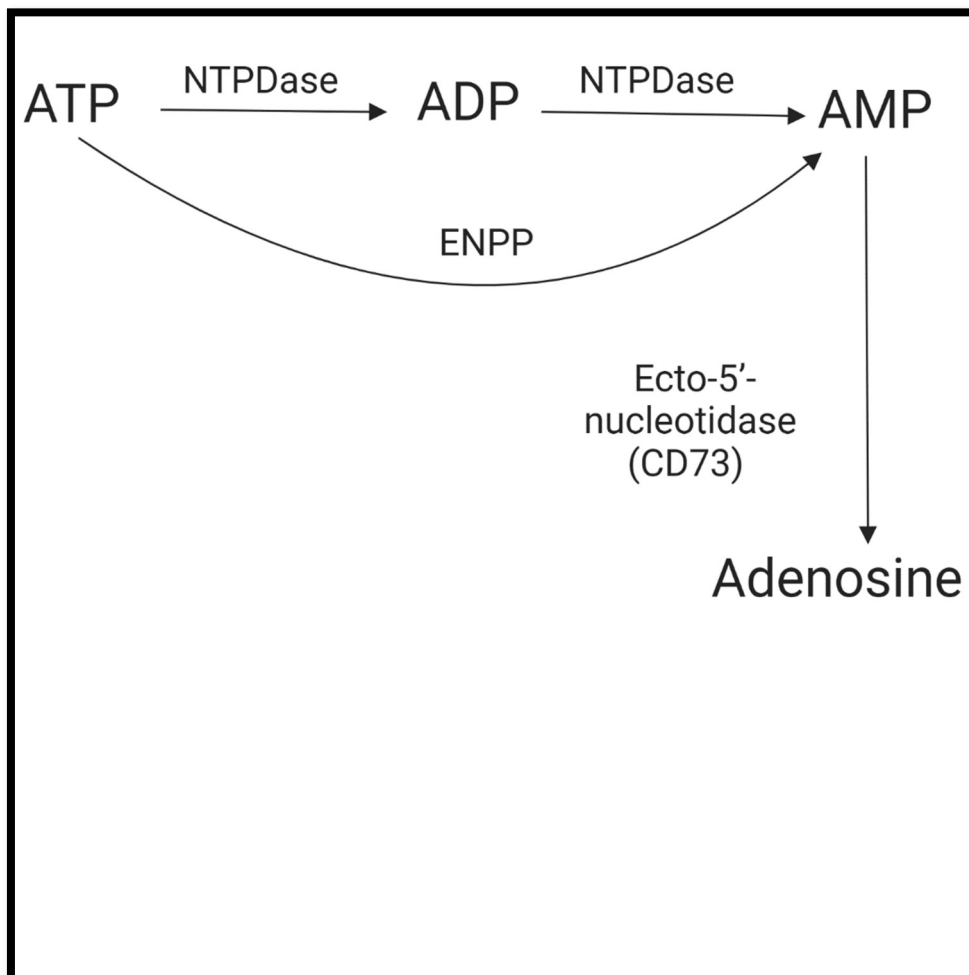 NTPDase
NTPDase
ATP
ADP
AMP
ENPP
Ecto-5’-
nucleotidase
(CD73)
Adenosine